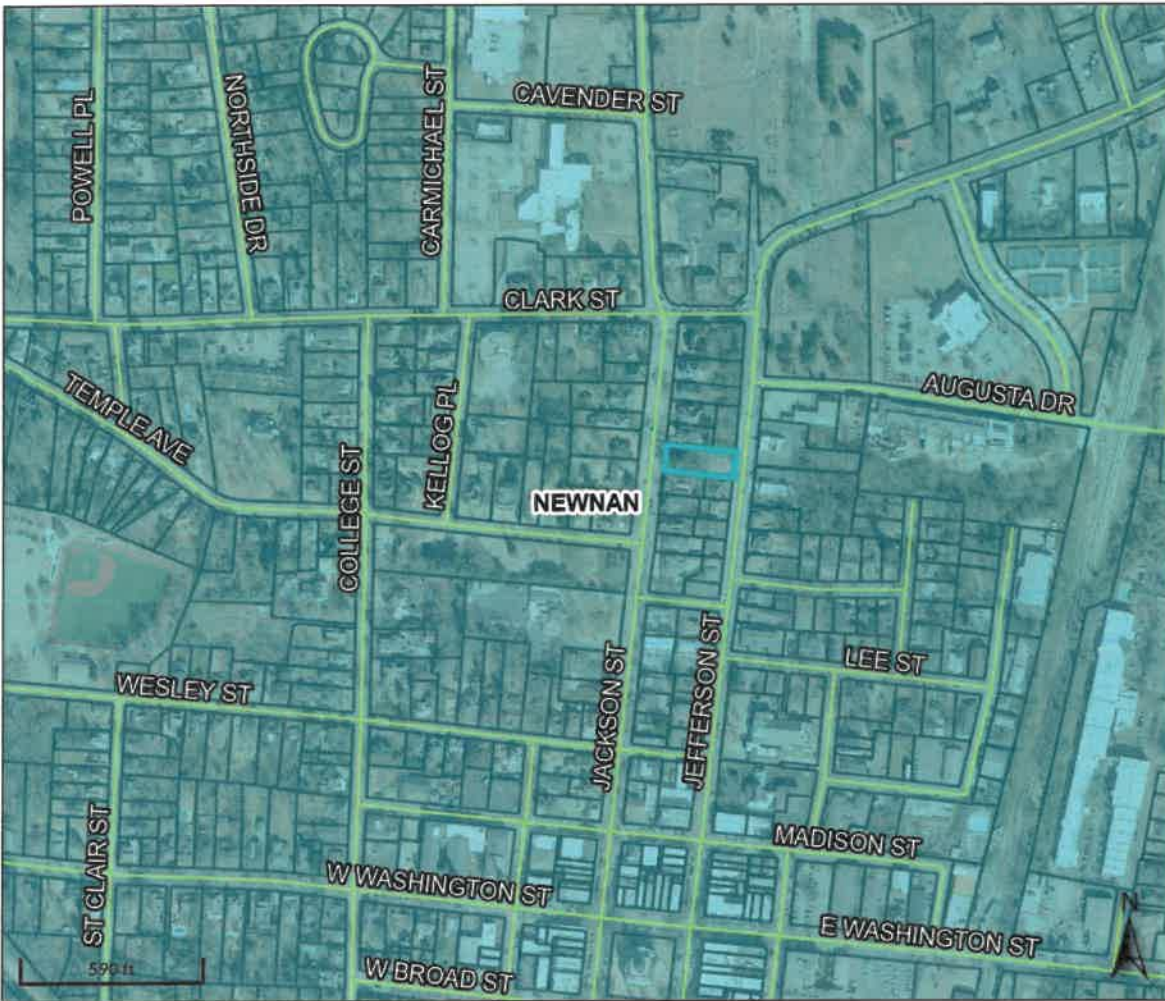 CAVENDER ST
POWELL PL
NORTHSIDE DR
CARMICHAEL ST
CLARK ST
TEMPLE AVE
COLLEGE ST
KELLOG PL
AUGUSTA DR
NEWNAN
WESLEY ST
JACKSON ST
JEFFERSON ST
LEE ST
ST CLAIR ST
MADISON ST
W WASHINGTON ST
E WASHINGTON ST
W BROAD ST
590 ft
N